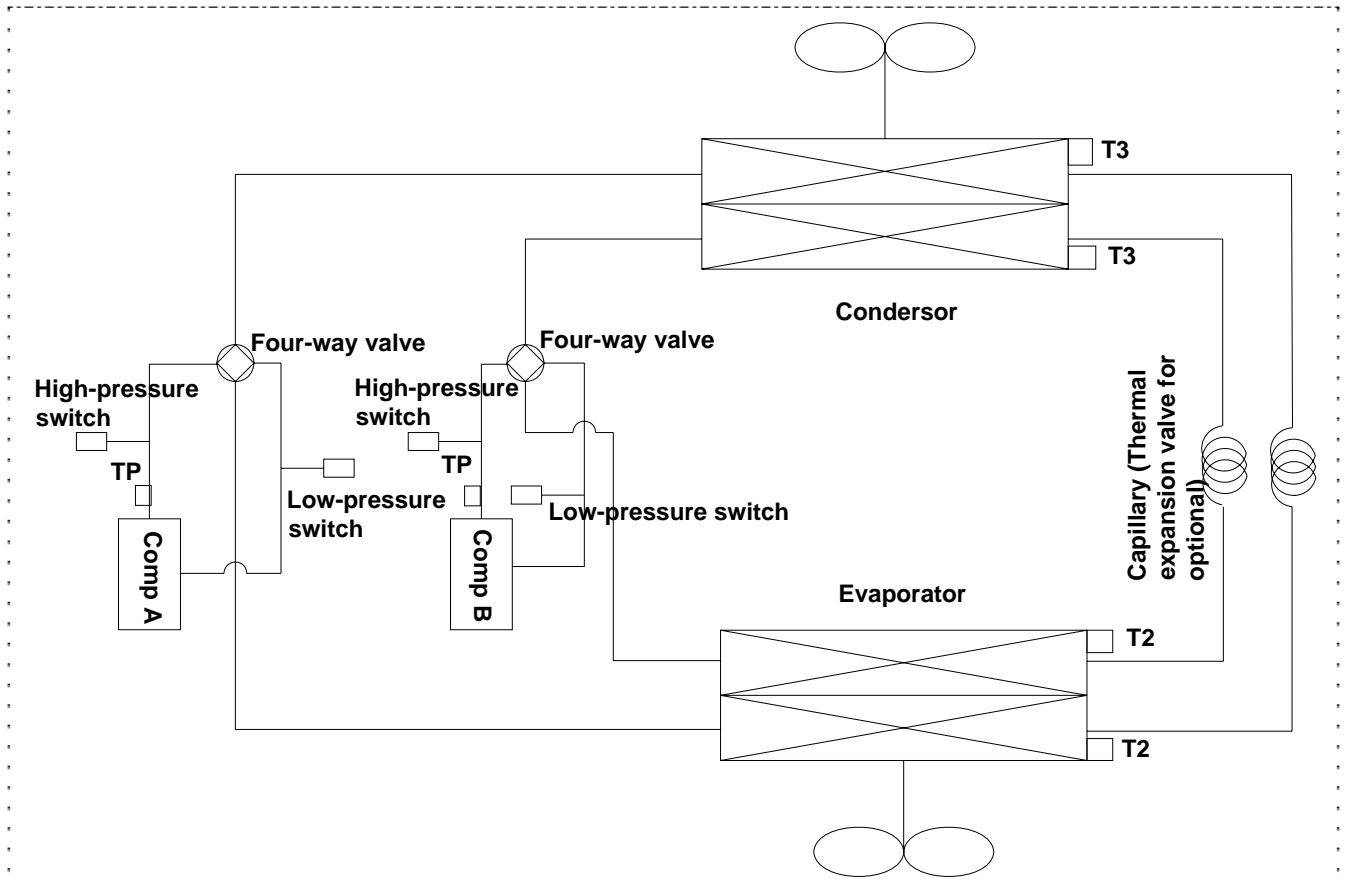 T3
T3
Condersor
Four-way valve
Four-way valve
High-pressure
switch
High-pressure
switch
TP
TP
Low-pressure
switch
Low-pressure switch
Comp A
Comp B
Capillary (Thermal
expansion valve for
optional)
Evaporator
T2
T2